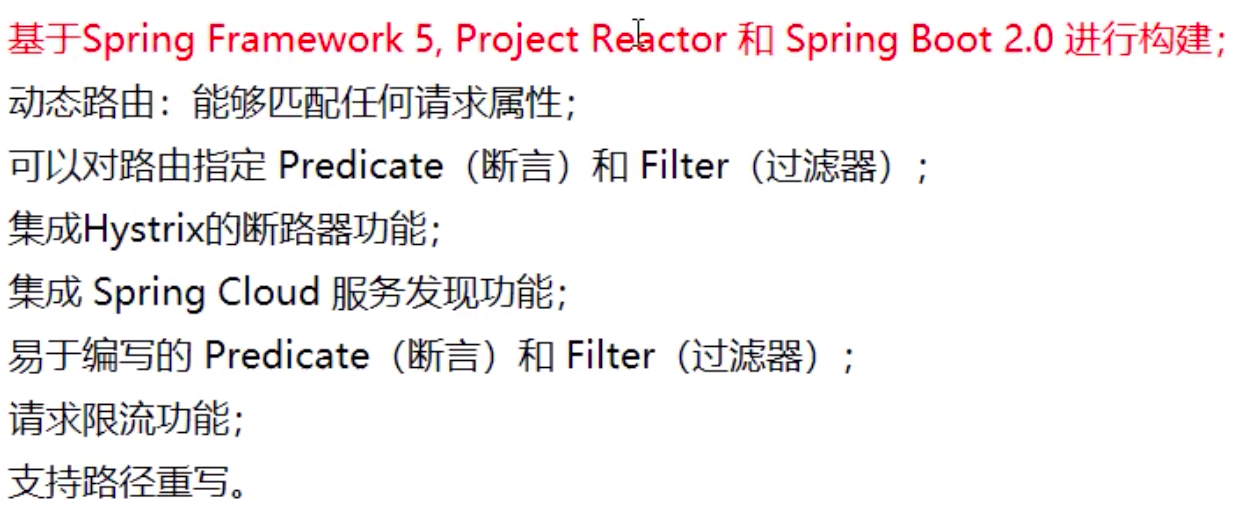 基于Spring Framework 5, Project Reactor 和 Spring Boot 2.0 进行构建；
动态路由：能够匹配任何请求属性；
可以对路由指定 Predicate（断言）和 Filter（过滤器）；
集成Hystrix的断路器功能；
集成 Spring Cloud 服务发现功能；
易于编写的 Predicate（断言）和 Filter（过滤器）；
请求限流功能；
支持路径重写。